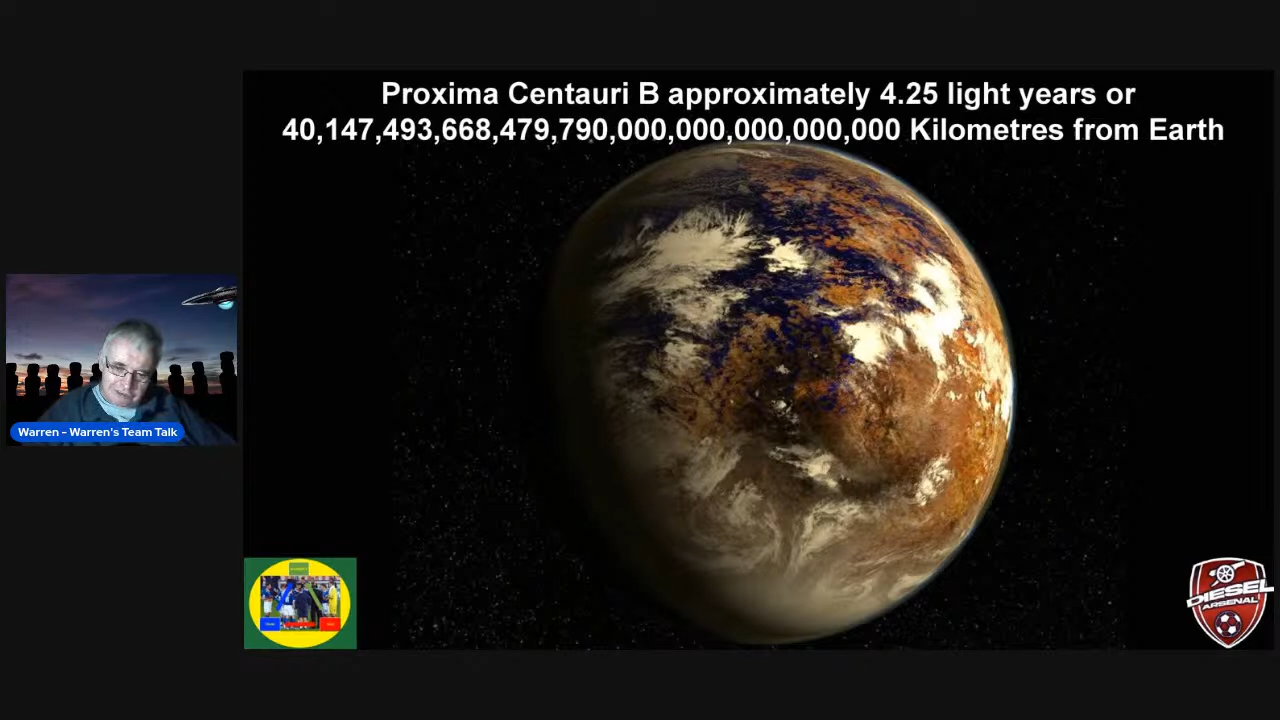 Proxima Centauri B approximately 4.25 light years or
40,147,493,668,479,790,000,000,000,000,000 Kilometres from Earth
Warren - Warren's Team Talk
DIESEL
ARSENAL